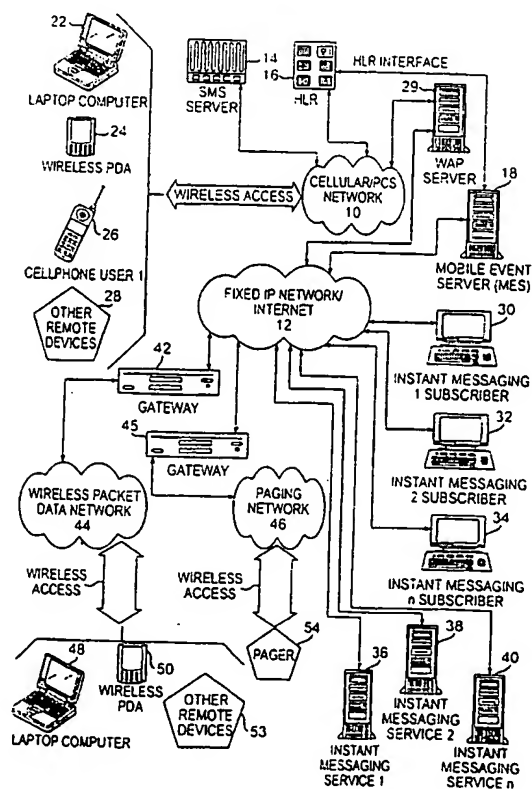 22
LAPTOP COMPUTER
24
WIRELESS PDA
26
CELLPHONE USER 1
28
OTHER
REMOTE
DEVICES
14
SMS
SERVER
16
HLR
HLR INTERFACE
29
WAP
SERVER
18
MOBILE EVENT
SERVER (MES)
WIRELESS ACCESS
CELLULAR/PCS
NETWORK
10
FIXED IP NETWORK/
INTERNET
12
30
INSTANT MESSAGING
1 SUBSCRIBER
32
INSTANT MESSAGING
2 SUBSCRIBER
34
INSTANT MESSAGING
n SUBSCRIBER
42
GATEWAY
45
GATEWAY
WIRELESS PACKET
DATA NETWORK
44
PAGING
NETWORK
46
WIRELESS
ACCESS
WIRELESS
ACCESS
48
LAPTOP COMPUTER
50
WIRELESS
PDA
OTHER
REMOTE
DEVICES
53
54
PAGER
36
INSTANT
MESSAGING
SERVICE 1
38
INSTANT
MESSAGING
SERVICE 2
40
INSTANT
MESSAGING
SERVICE n